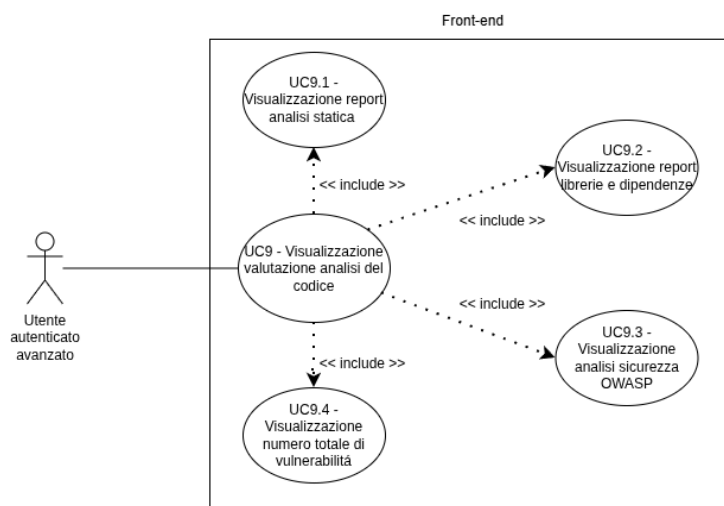 Front-end
UC9.1 -
Visualizzazione report
analisi statica
<< include >>
UC9.2 -
Visualizzazione report
librerie e dipendenze
<< include >>
UC9 - Visualizzazione
valutazione analisi del
codice
Utente
autenticato
avanzato
<< include >>
UC9.3 -
Visualizzazione
analisi sicurezza
OWASP
<< include >>
UC9.4 -
Visualizzazione
numero totale di
vulnerabilitá